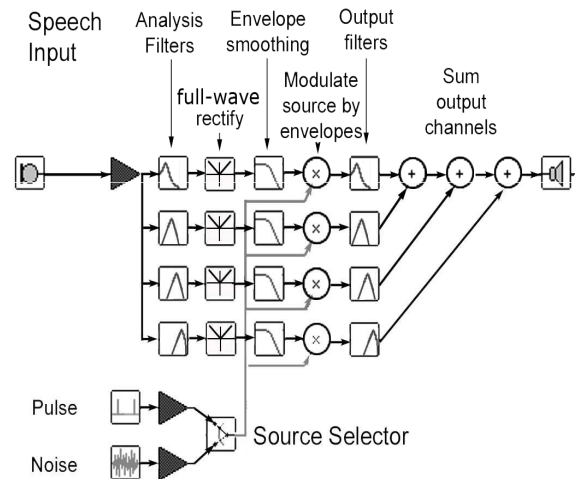 Speech
Input
Analysis
Filters
Envelope
smoothing
Output
filters
full-wave
rectify
Modulate
source by
envelopes
Sum
output
channels
×
+
+
+
×
×
×
Pulse
Noise
Source Selector